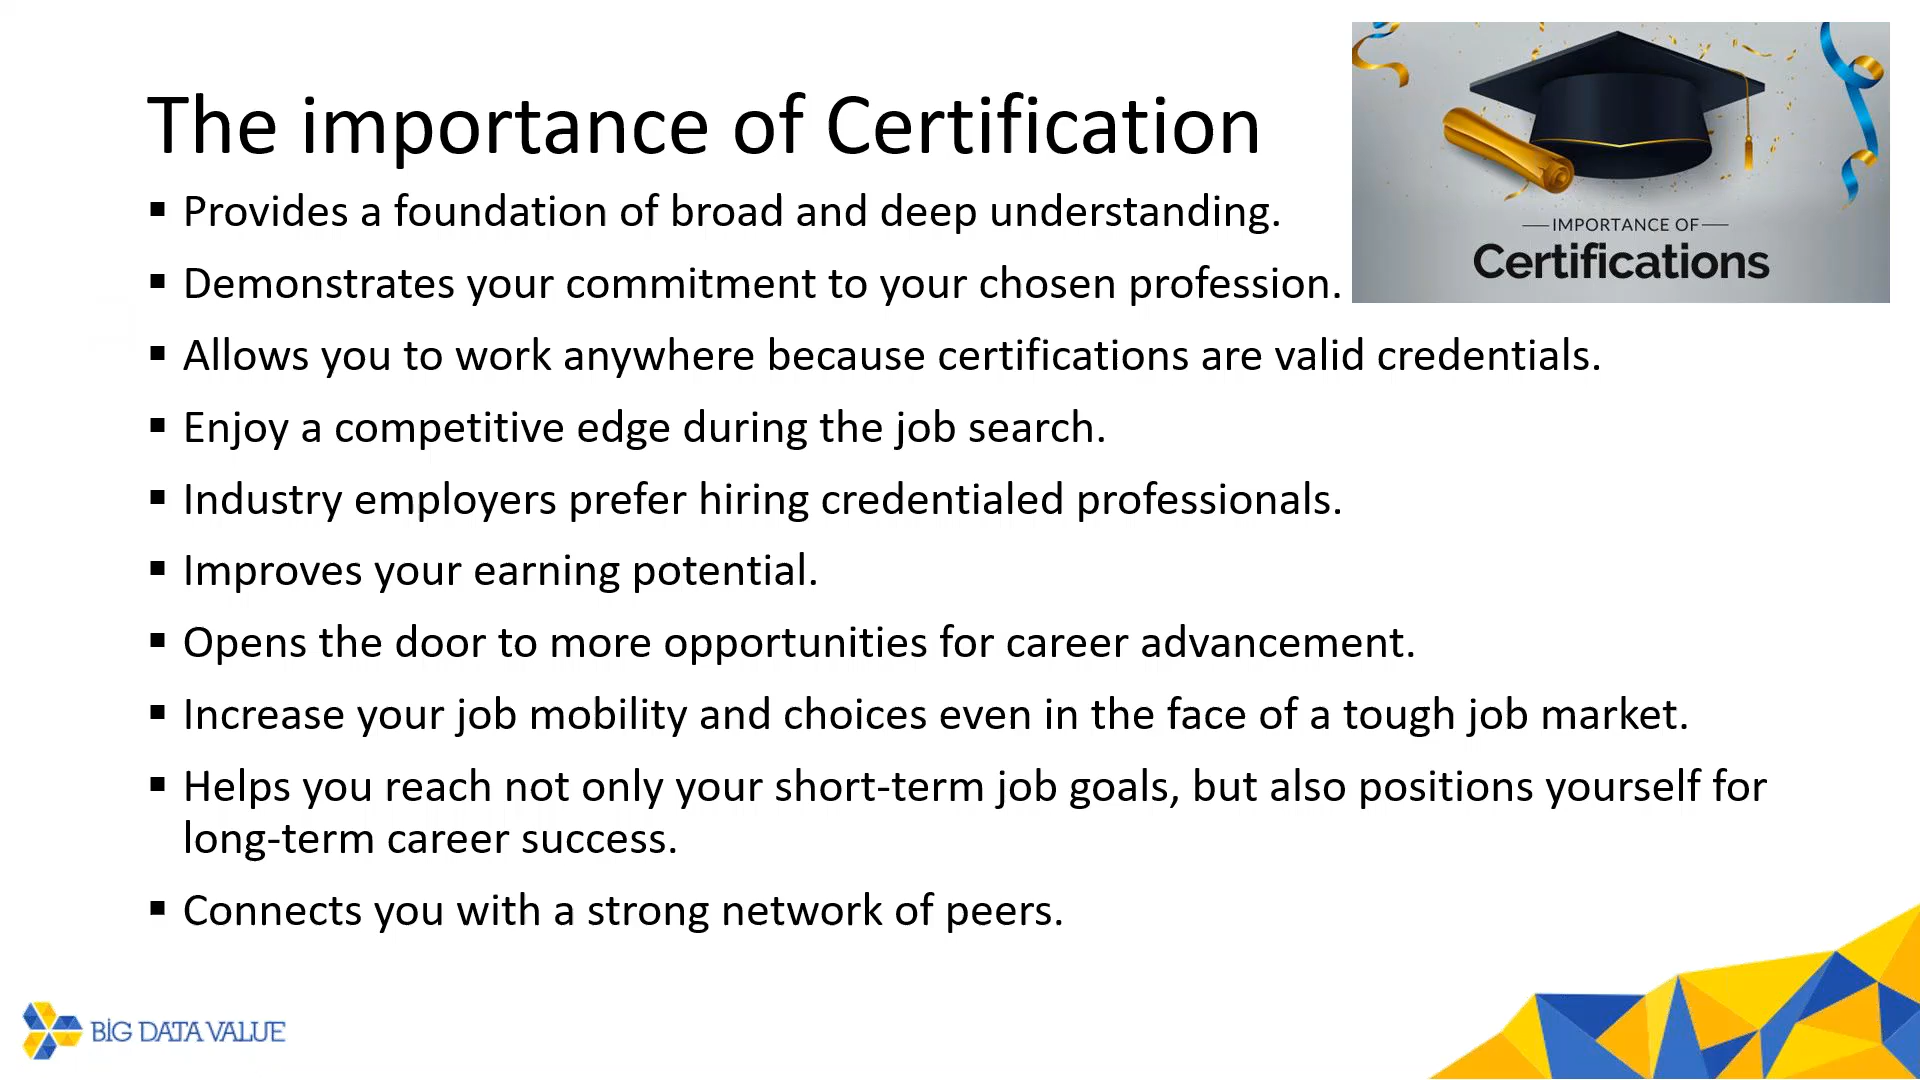 The importance of Certification
▪ Provides a foundation of broad and deep understanding.
▪ Demonstrates your commitment to your chosen profession.
▪ Allows you to work anywhere because certifications are valid credentials.
▪ Enjoy a competitive edge during the job search.
▪ Industry employers prefer hiring credentialed professionals.
▪ Improves your earning potential.
▪ Opens the door to more opportunities for career advancement.
▪ Increase your job mobility and choices even in the face of a tough job market.
▪ Helps you reach not only your short-term job goals, but also positions yourself for
long-term career success.
▪ Connects you with a strong network of peers.
IMPORTANCE OF
Certifications
BİG DATA VALUE